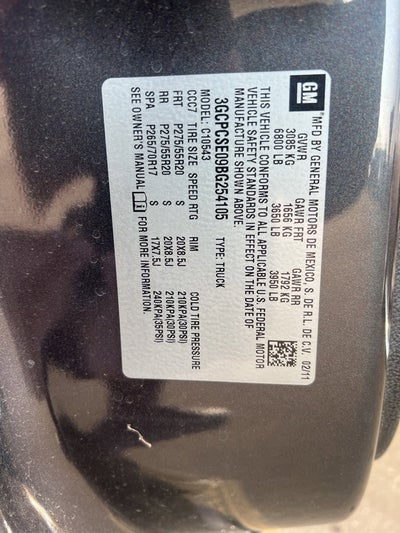 GM
MFD BY GENERAL MOTORS DE MEXICO, S. DE R.L. DE C.V. 02/11
GVWR GAWR FRT GAWR RR
3085 KG 1656 KG 1792 KG
6800 LB 3650 LB 3950 LB
THIS VEHICLE CONFORMS TO ALL APPLICABLE U.S. FEDERAL MOTOR
VEHICLE SAFETY STANDARDS IN EFFECT ON THE DATE OF
MANUFACTURE SHOWN ABOVE.
3GCPCSE09BG254105 TYPE: TRUCK
MODEL: C10543
CCC7 TIRE SIZE SPEED RTG RIM COLD TIRE PRESSURE
FRT P275/55R20 S 20X8.5J 210KPA(30PSI)
RR P275/55R20 S 20X8.5J 210KPA(30PSI)
SPA P265/70R17 S 17X7.5J 240KPA(35PSI)
SEE OWNER'S MANUAL